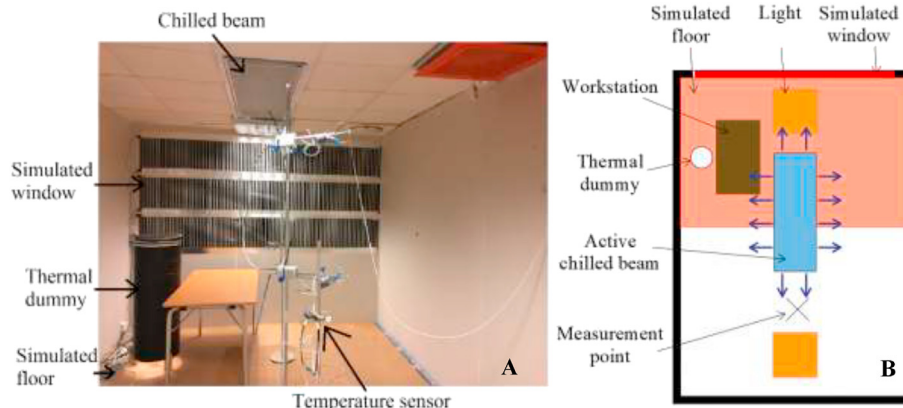 Chilled beam
Simulated
window
Thermal
dummy
Simulated
floor
Temperature sensor
A
Simulated
floor
Light
Simulated
window
Workstation
Thermal
dummy
Active
chilled beam
Measurement
point
B